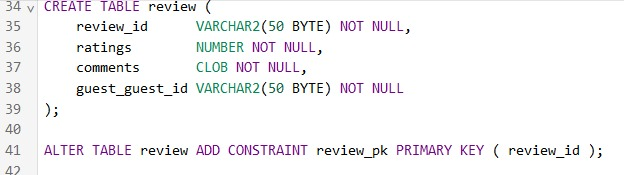 34 CREATE TABLE review (
35     review_id      VARCHAR2(50 BYTE) NOT NULL,
36     ratings        NUMBER NOT NULL,
37     comments       CLOB NOT NULL,
38     guest_guest_id VARCHAR2(50 BYTE) NOT NULL
39 );
40
41 ALTER TABLE review ADD CONSTRAINT review_pk PRIMARY KEY ( review_id );
42